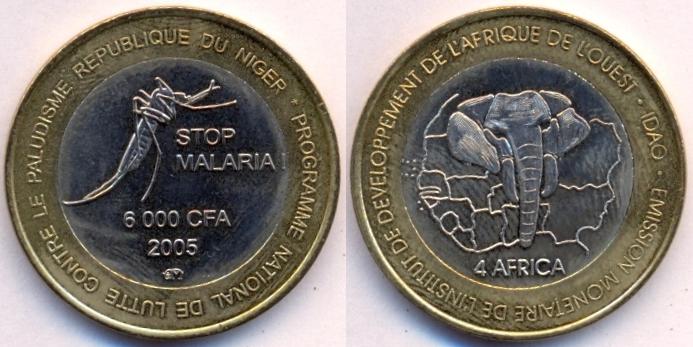 REPUBLIQUE DU NIGER • PROGRAMME NATIONAL DE LUTTE CONTRE LE PALUDISME
STOP
MALARIA !
6 000 CFA
2005
EMISSION MONETAIRE DE L'INSTITUT DE DEVELOPPEMENT DE L'AFRIQUE DE L'OUEST • IDAO •
4 AFRICA